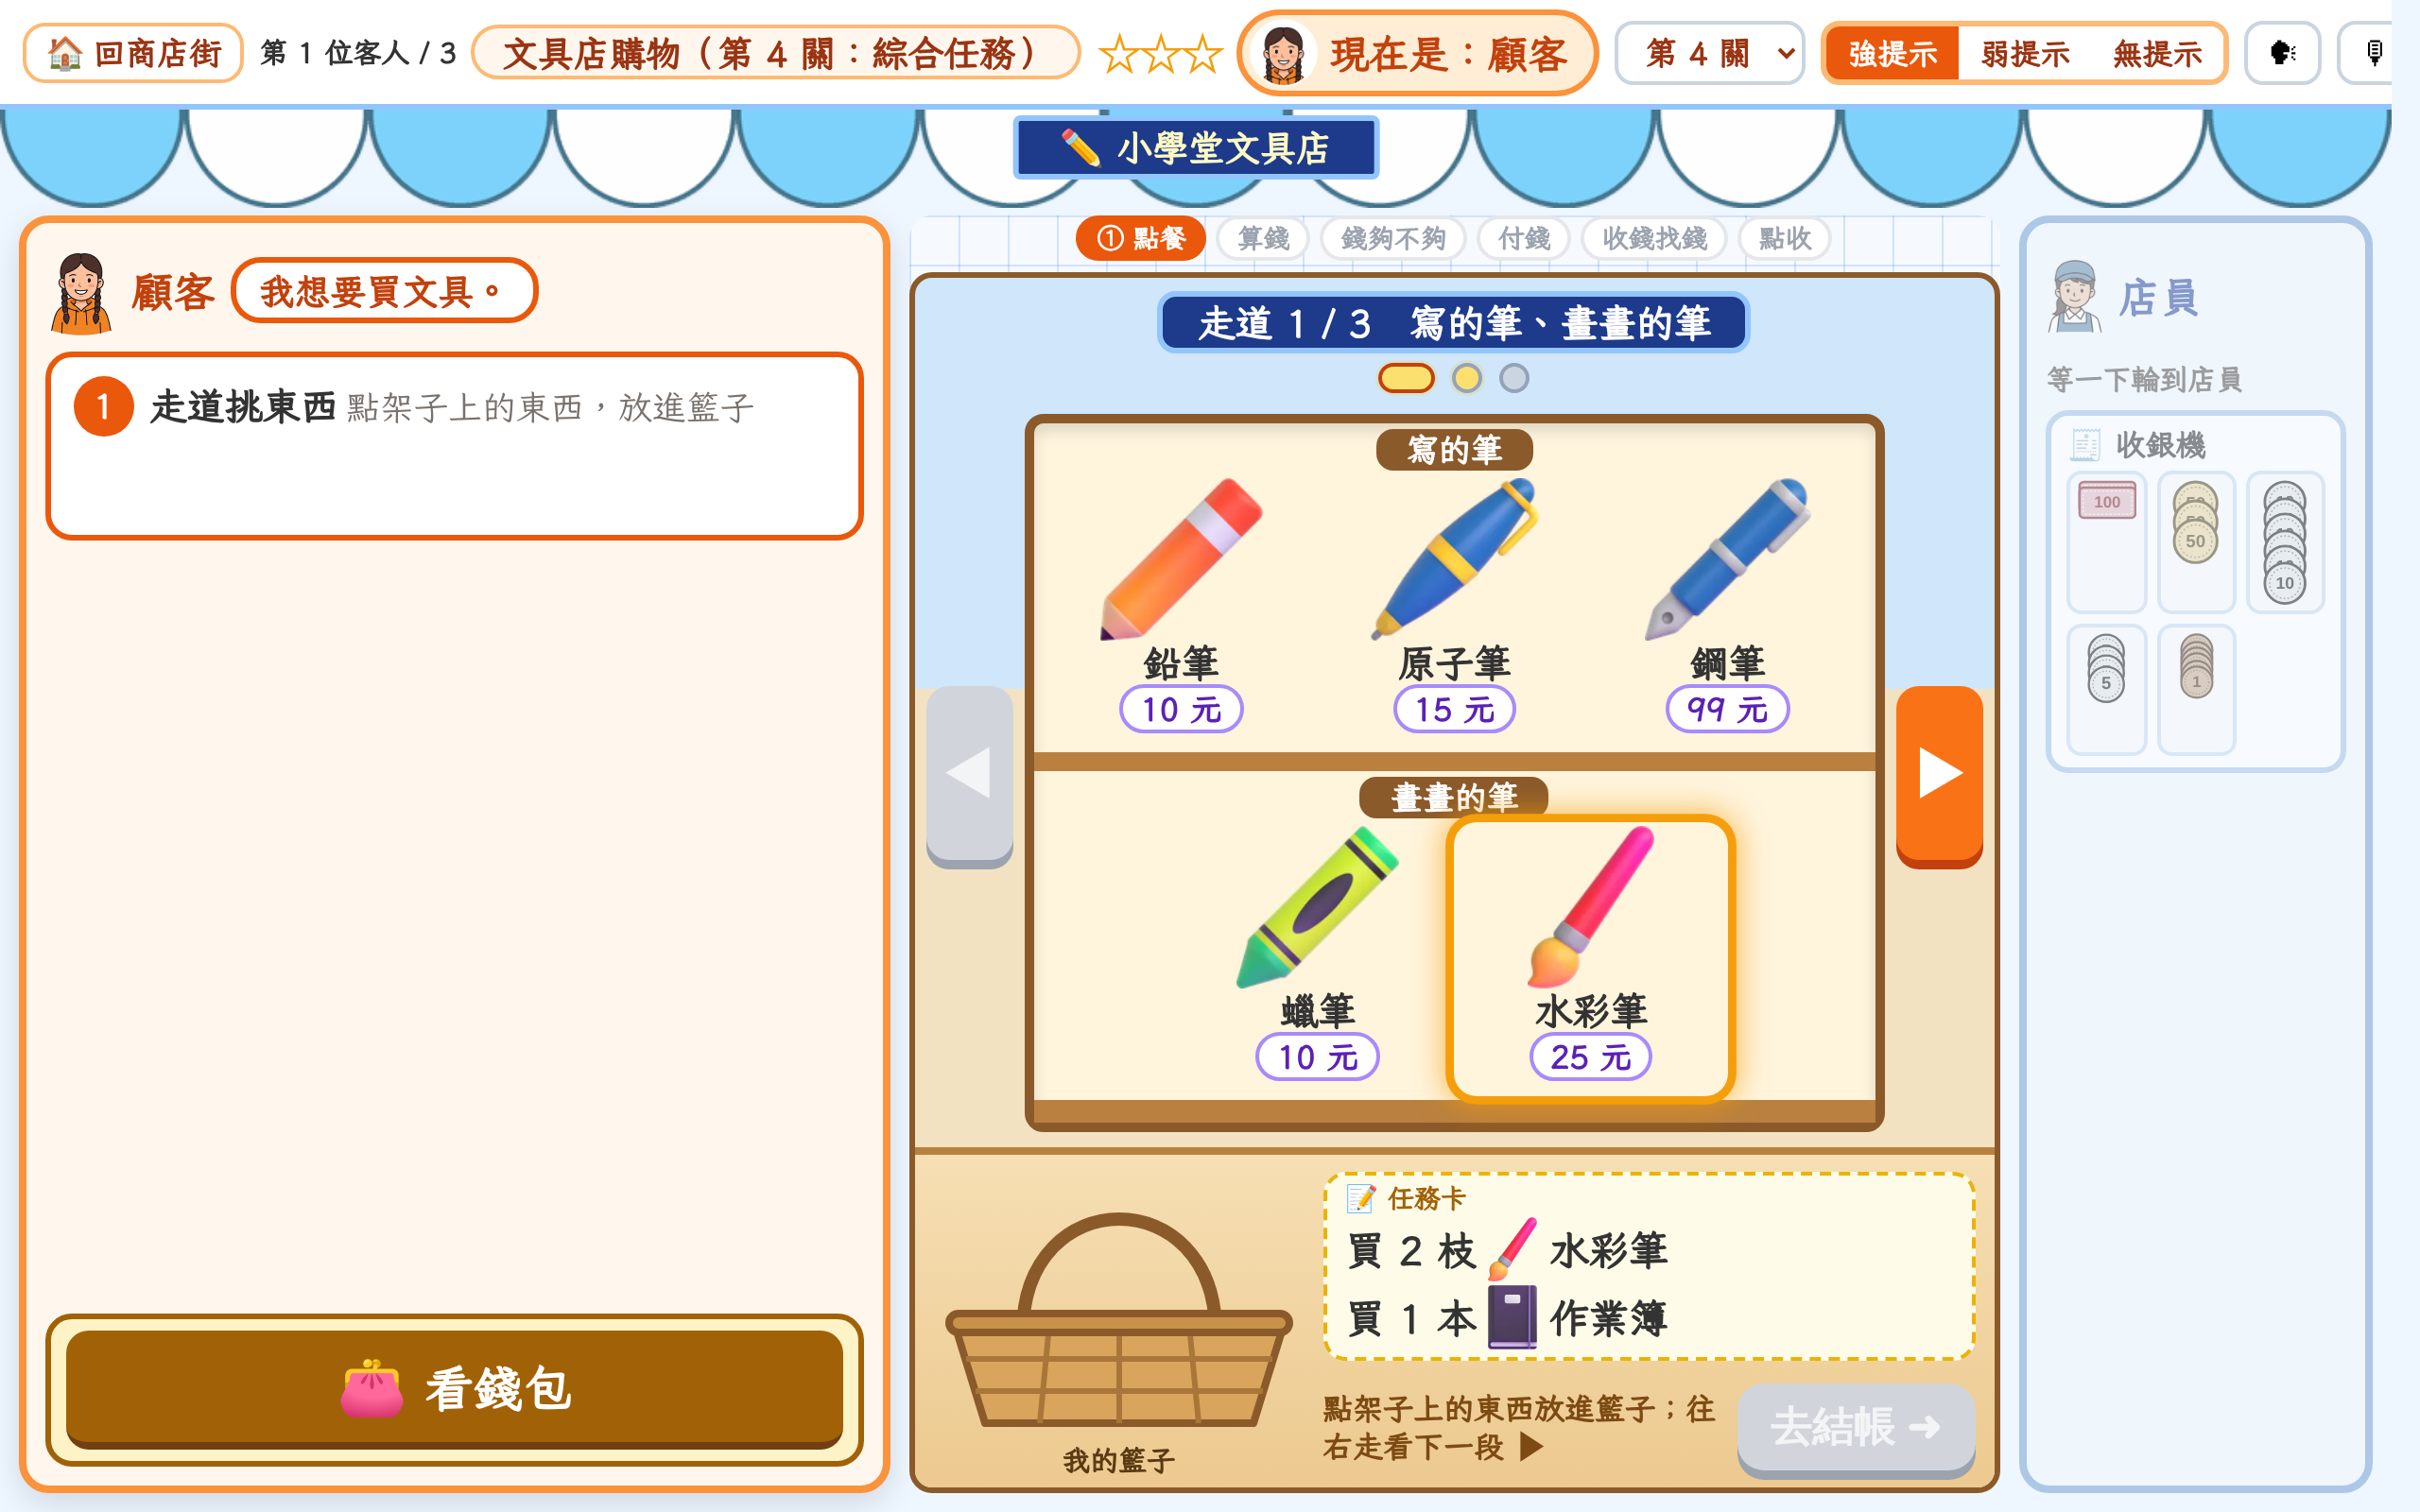 回商店街
第 1 位客人 / 3
文具店購物（第 4 關：綜合任務）
現在是：顧客
第 4 關
強提示
弱提示
無提示
小學堂文具店
顧客
我想要買文具。
1 走道挑東西 點架子上的東西，放進籃子
看錢包
① 點餐
算錢
錢夠不夠
付錢
收錢找錢
點收
走道 1 / 3 寫的筆、畫畫的筆
寫的筆
鉛筆
10 元
原子筆
15 元
鋼筆
99 元
畫畫的筆
蠟筆
10 元
水彩筆
25 元
我的籃子
任務卡
買 2 枝 水彩筆
買 1 本 作業簿
點架子上的東西放進籃子；往
右走看下一段 ▶
去結帳 ➜
店員
等一下輪到店員
收銀機
100
50
10
5
1